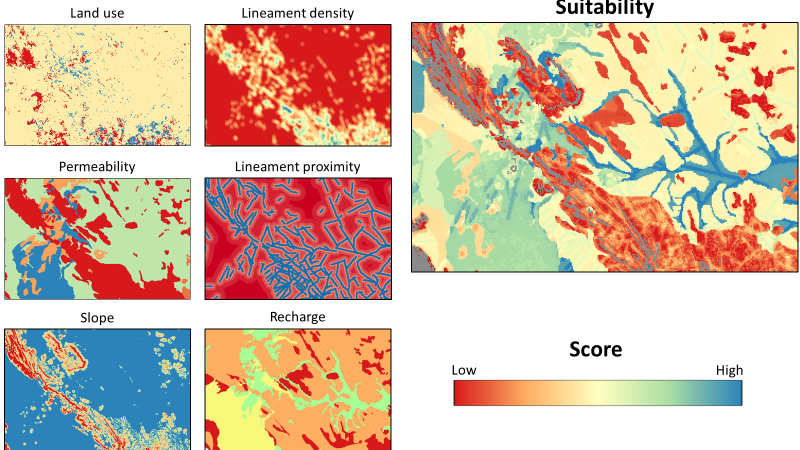 Suitability
Land use
Lineament density
Permeability
Lineament proximity
Slope
Recharge
Score
Low
High